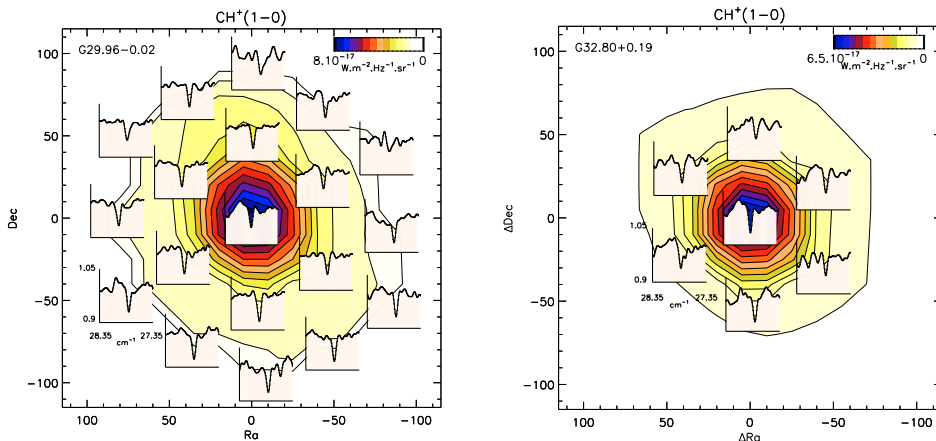 CH⁺(1−0)
G29.96−0.02
8.10⁻¹⁷ 0
W.m⁻².Hz⁻¹.sr⁻¹
100
50
0
−50
−100
Dec
1.05
0.9
28.35 27.35
cm⁻¹
100 50 0 −50 −100
Ra
CH⁺(1−0)
G32.80+0.19
6.5.10⁻¹⁷ 0
W.m⁻².Hz⁻¹.sr⁻¹
100
50
0
−50
−100
ΔDec
1.05
0.9
28.35 27.35
cm⁻¹
100 50 0 −50 −100
ΔRa